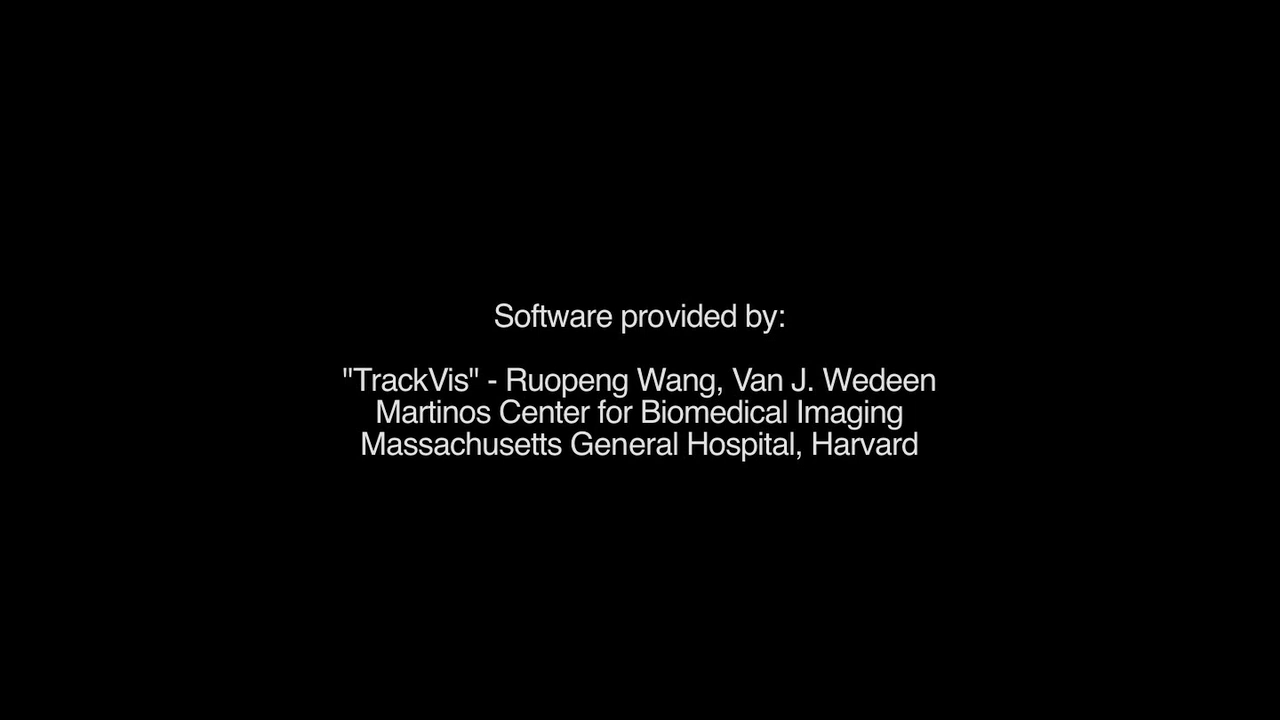 Software provided by:
"TrackVis" - Ruopeng Wang, Van J. Wedeen
Martinos Center for Biomedical Imaging
Massachusetts General Hospital, Harvard